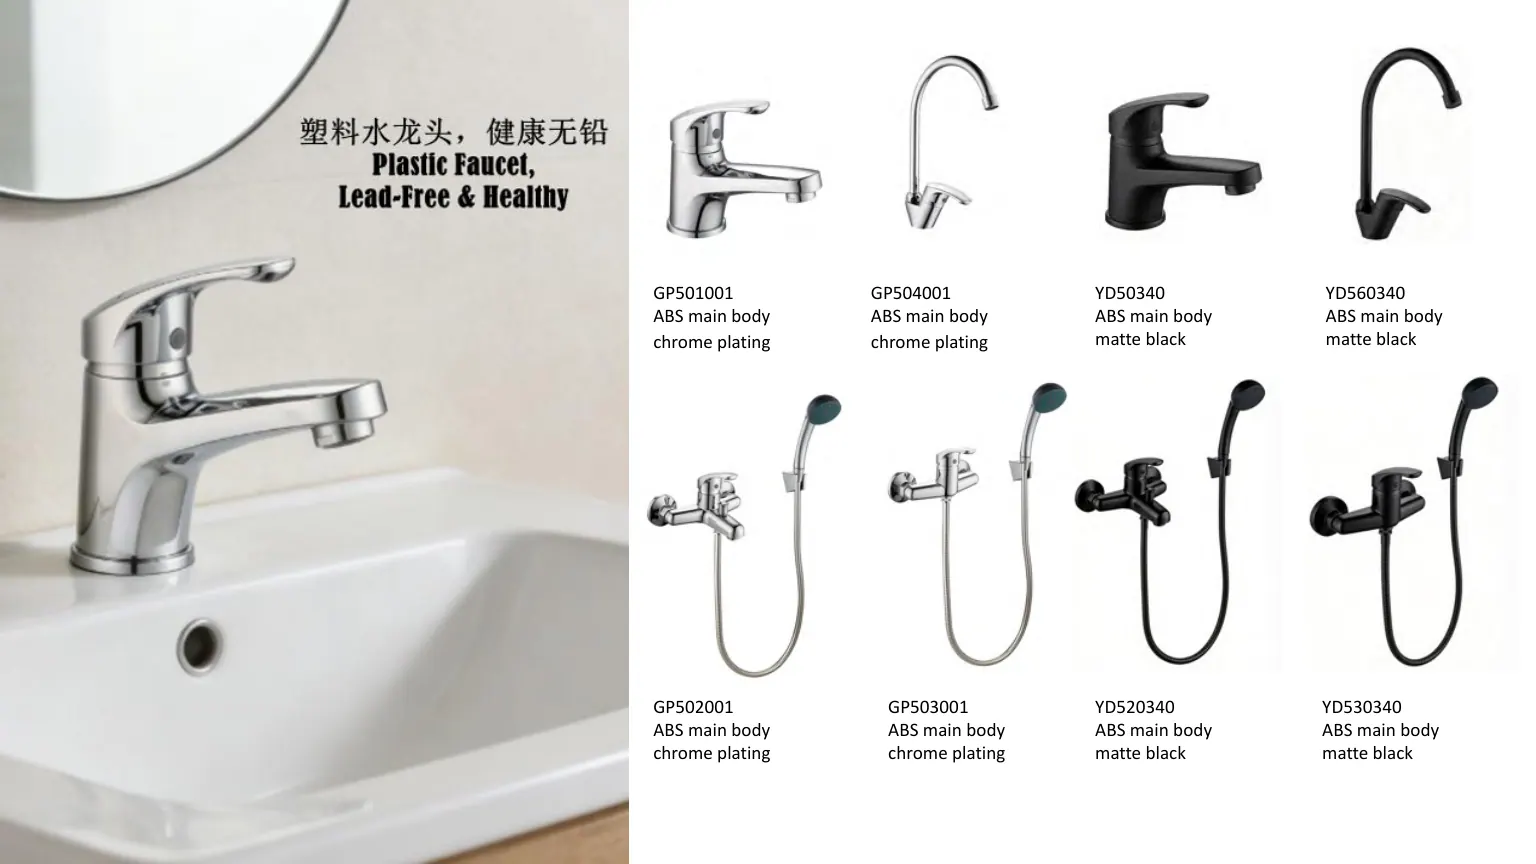 塑料水龙头，健康无铅
Plastic Faucet,
Lead-Free & Healthy
GP501001
ABS main body
chrome plating
GP504001
ABS main body
chrome plating
YD50340
ABS main body
matte black
YD560340
ABS main body
matte black
GP502001
ABS main body
chrome plating
GP503001
ABS main body
chrome plating
YD520340
ABS main body
matte black
YD530340
ABS main body
matte black